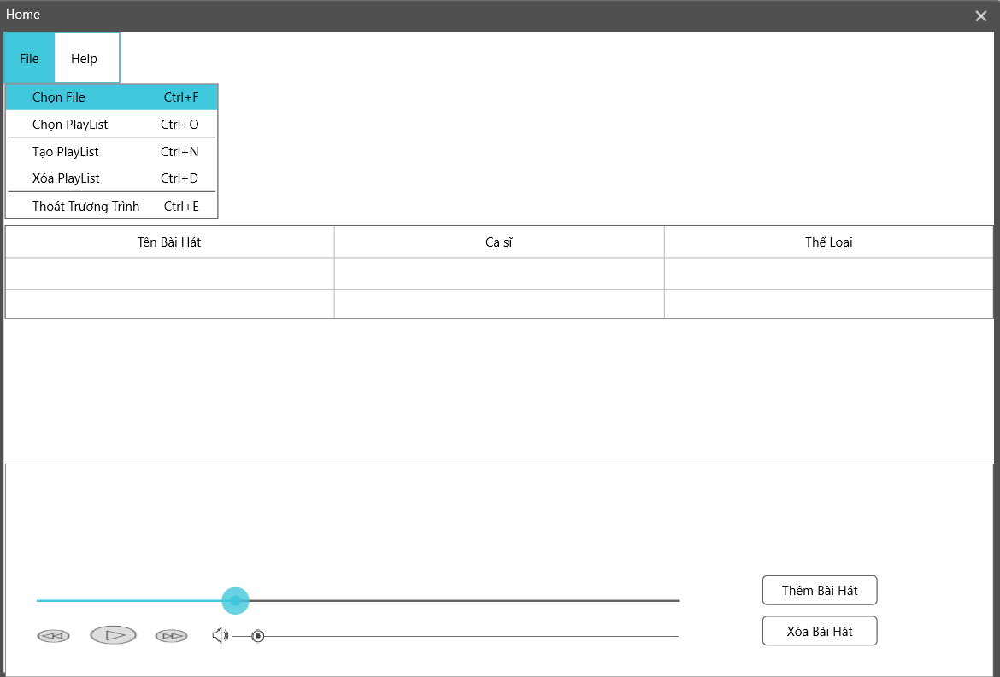 Home
File Help
Chọn File Ctrl+F
Chọn PlayList Ctrl+O
Tạo PlayList Ctrl+N
Xóa PlayList Ctrl+D
Thoát Trương Trình Ctrl+E
Tên Bài Hát Ca sĩ Thể Loại
Thêm Bài Hát
Xóa Bài Hát